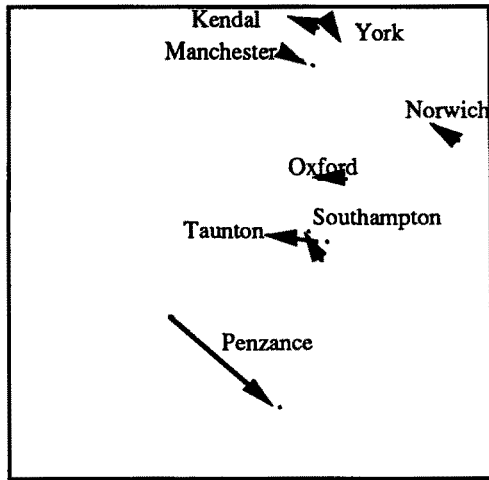 Kendal
York
Manchester
Norwich
Oxford
Southampton
Taunton
Penzance